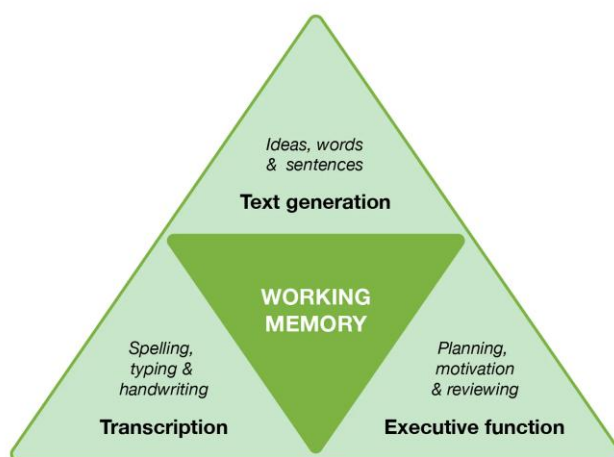 Ideas, words
& sentences
Text generation
WORKING
MEMORY
Spelling,
typing &
handwriting
Transcription
Planning,
motivation
& reviewing
Executive function